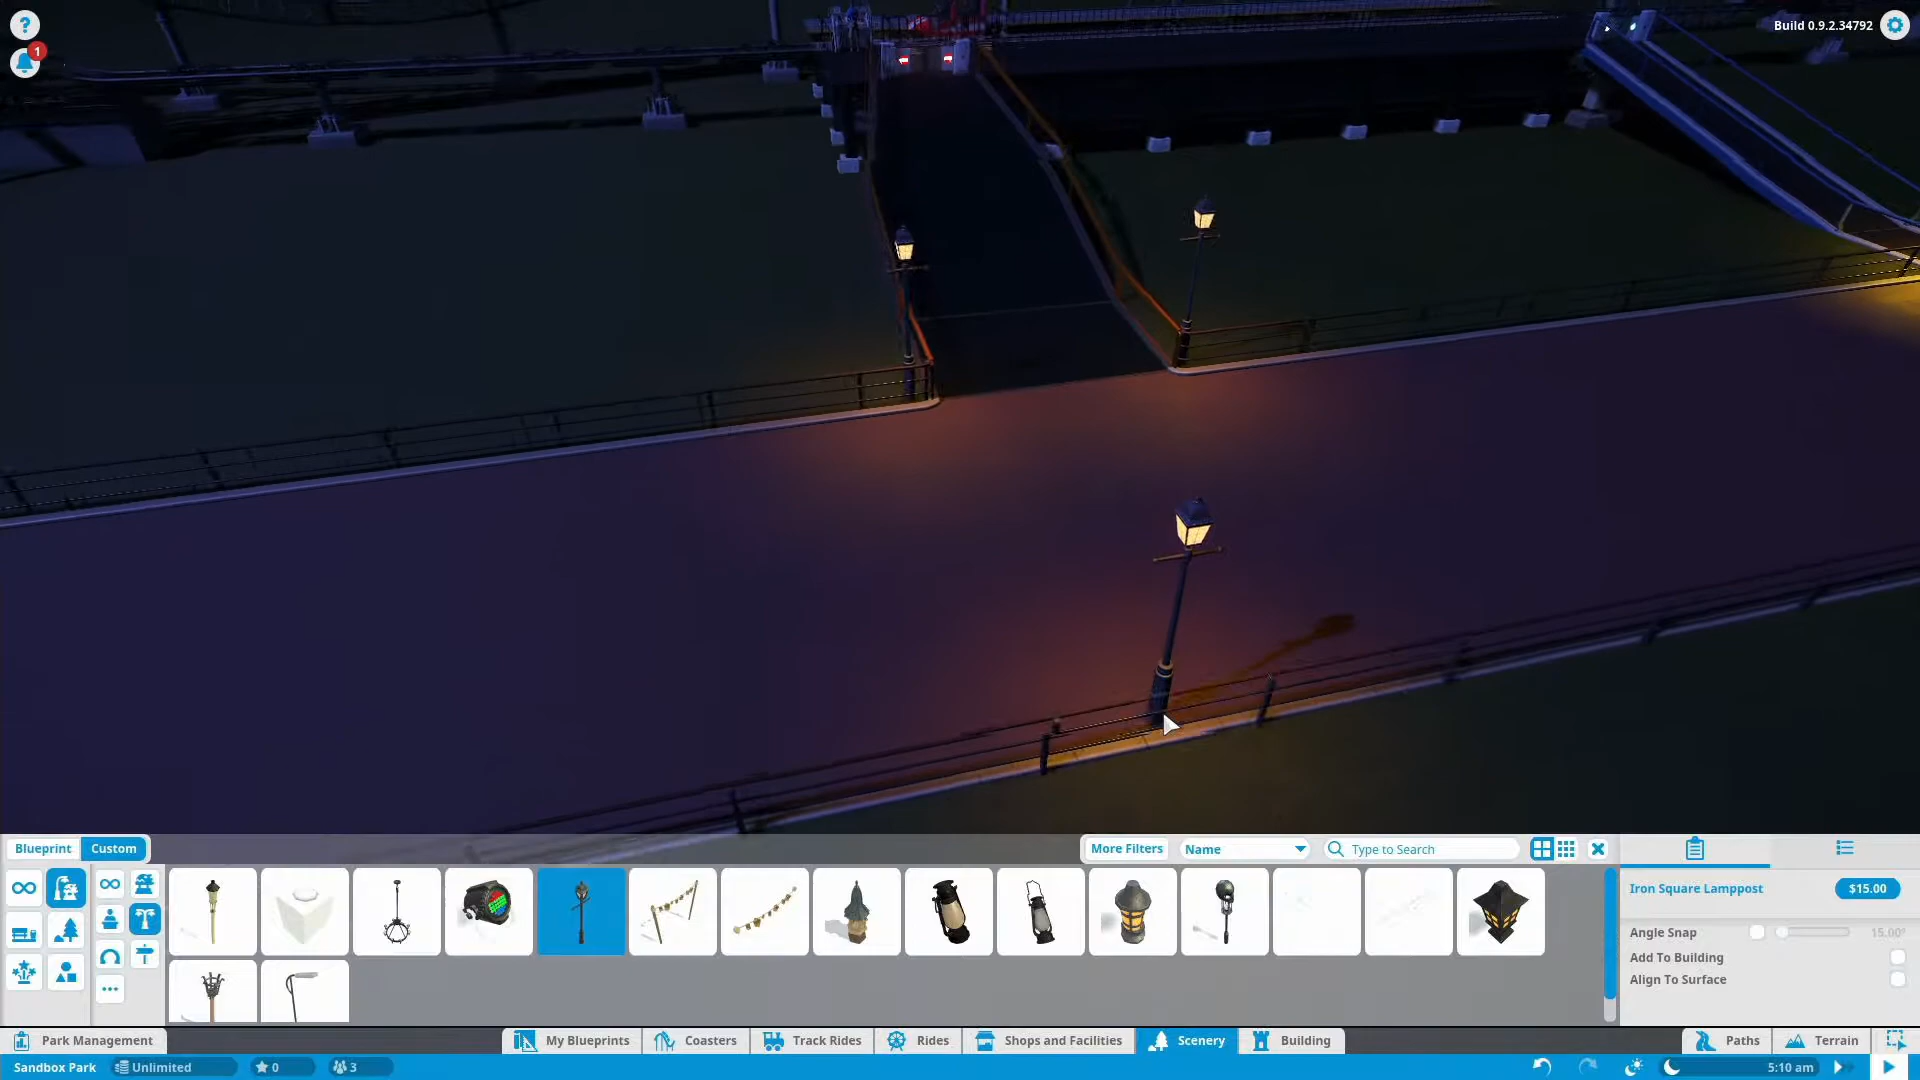 ?
1
Build 0.9.2.34792
Blueprint
Custom
More Filters
Name
Type to Search
Iron Square Lamppost
$15.00
Angle Snap
15.00°
Add To Building
Align To Surface
Park Management
My Blueprints
Coasters
Track Rides
Rides
Shops and Facilities
Scenery
Building
Paths
Terrain
Sandbox Park
Unlimited
0
3
5:10 am